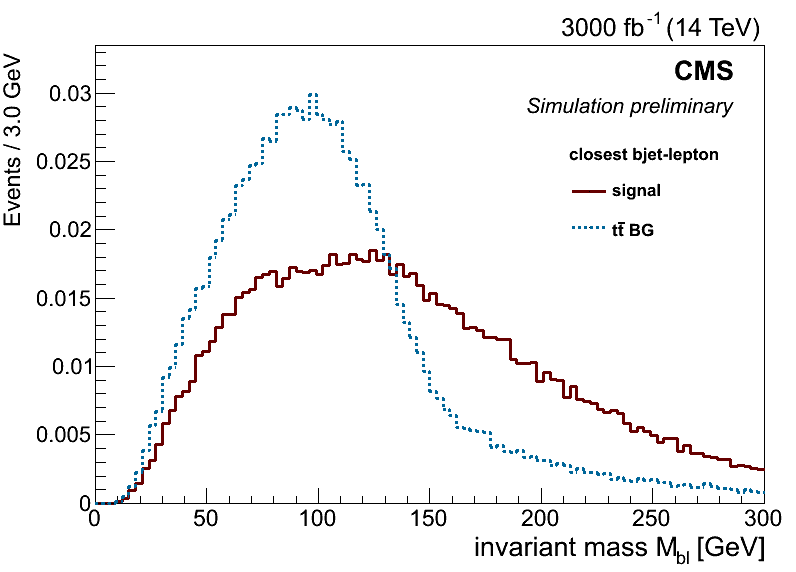 3000 fb-1 (14 TeV)
CMS
Simulation preliminary
closest bjet-lepton
signal
tt̄ BG
Events / 3.0 GeV
0.03
0.025
0.02
0.015
0.01
0.005
0
0 50 100 150 200 250 300
invariant mass Mbl [GeV]